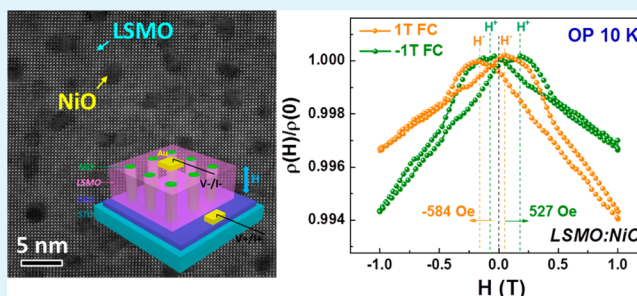 LSMO
NiO
5 nm
Au
V-/I-
H
LSMO
V+/I+
1T FC
-1T FC
H⁺ H⁺
H⁻ H⁻
OP 10 K
ρ(H)/ρ(0)
1.000
0.998
0.996
0.994
-584 Oe
527 Oe
LSMO:NiO
-1.0 -0.5 0.0 0.5 1.0
H (T)